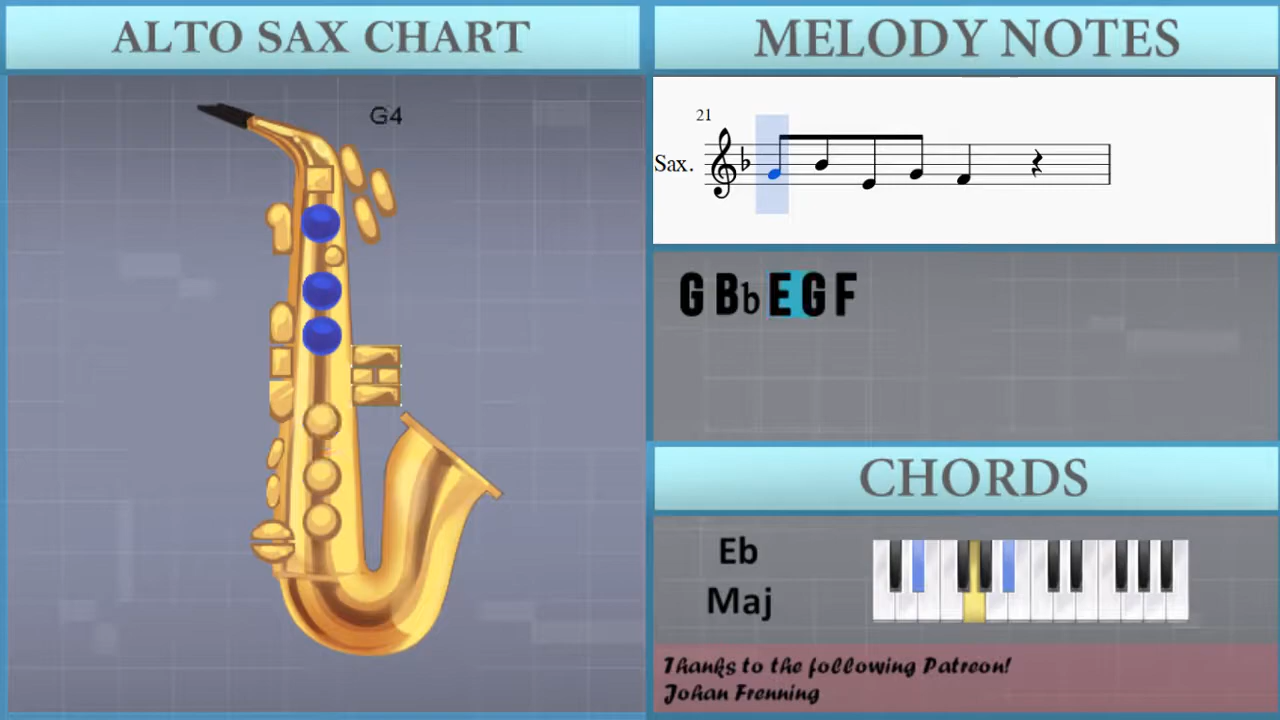 ALTO SAX CHART
G4
MELODY NOTES
21
Sax.
G Bb E G F
CHORDS
Eb
Maj
Thanks to the following Patreon!
Johan Frenning